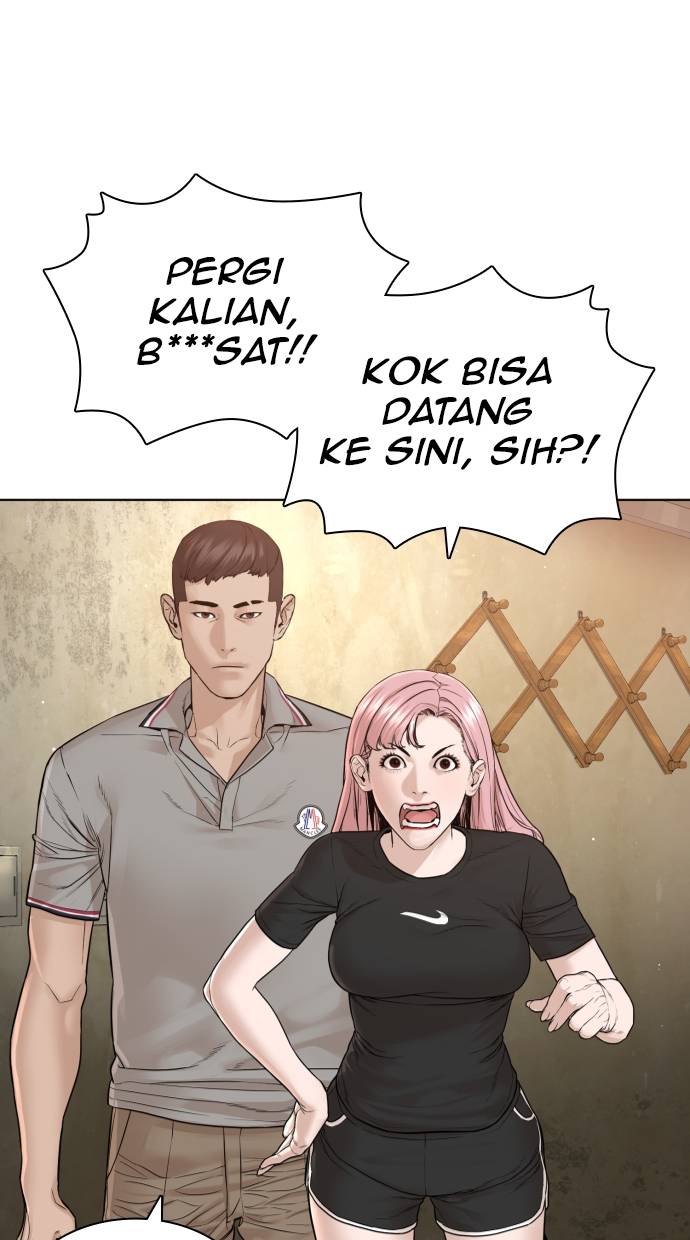 PERGI
KALIAN,
B***SAT!!
KOK BISA
DATANG
KE SINI, SIH?!